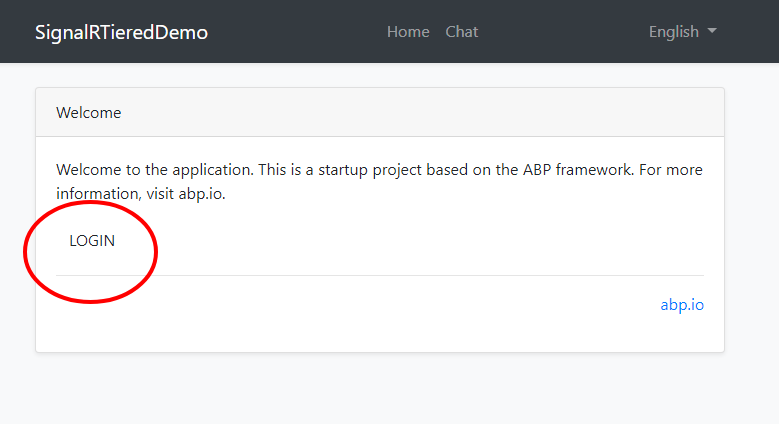 SignalRTieredDemo Home Chat English
Welcome
Welcome to the application. This is a startup project based on the ABP framework. For more
information, visit abp.io.
LOGIN
abp.io